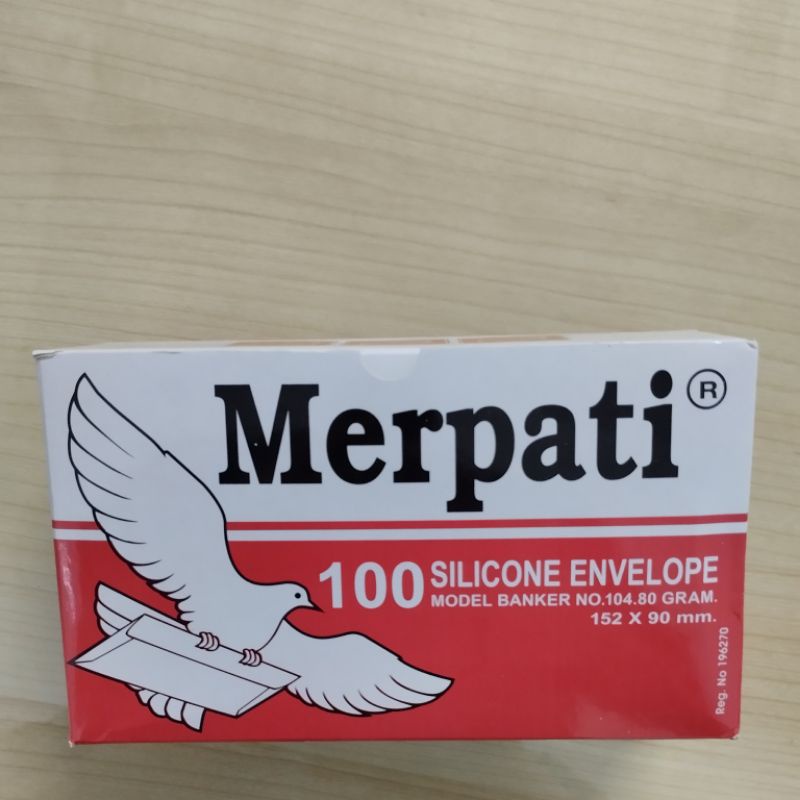 Merpati ®
100 SILICONE ENVELOPE
MODEL BANKER NO.104.80 GRAM.
152 X 90 mm.
Reg. No 196270